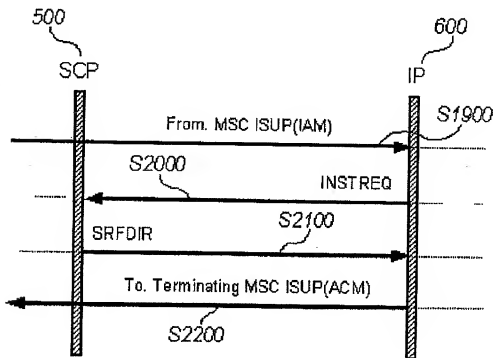 500
600
SCP
IP
From. MSC ISUP(IAM)
S1900
S2000
INSTREQ
SRFDIR
S2100
To. Terminating MSC ISUP(ACM)
S2200